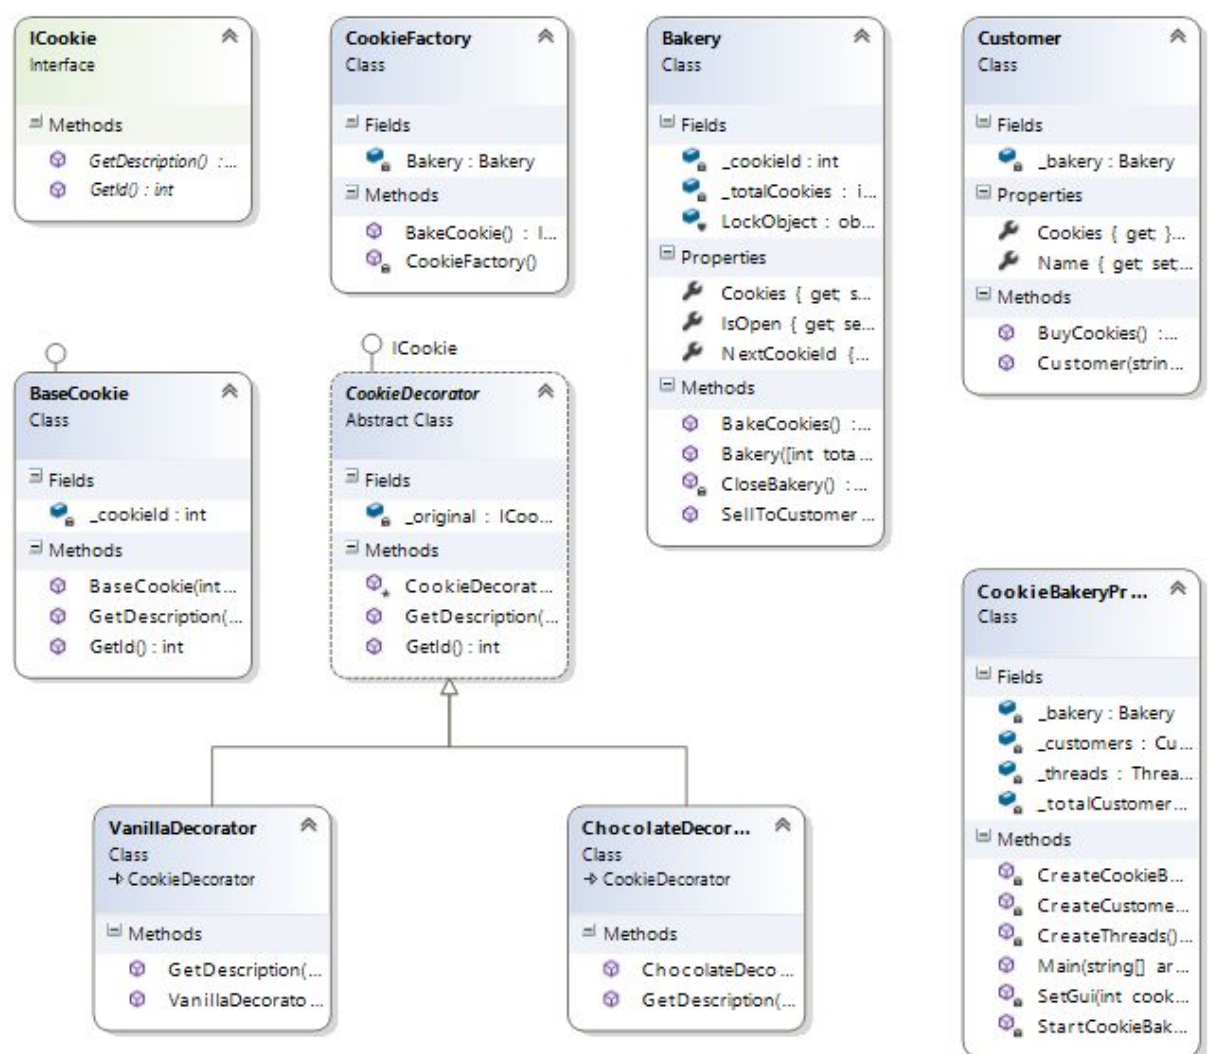 ICookie
Interface
Methods
GetDescription() :...
GetId() : int
CookieFactory
Class
Fields
Bakery : Bakery
Methods
BakeCookie() : I...
CookieFactory()
Bakery
Class
Fields
_cookieId : int
_totalCookies : i...
LockObject : ob...
Properties
Cookies { get; s...
IsOpen { get; se...
NextCookieId {...
Methods
BakeCookies() :...
Bakery([int tota...
CloseBakery() :...
SellToCustomer...
Customer
Class
Fields
_bakery : Bakery
Properties
Cookies { get; }...
Name { get; set;...
Methods
BuyCookies() :...
Customer(strin...
BaseCookie
Class
Fields
_cookieId : int
Methods
BaseCookie(int...
GetDescription(...
GetId() : int
ICookie
CookieDecorator
Abstract Class
Fields
_original : ICoo...
Methods
CookieDecorat...
GetDescription(...
GetId() : int
CookieBakeryPr...
Class
Fields
_bakery : Bakery
_customers : Cu...
_threads : Threa...
_totalCustomer...
Methods
CreateCookieB...
CreateCustome...
CreateThreads()...
Main(string[] ar...
SetGui(int cook...
StartCookieBak...
VanillaDecorator
Class
CookieDecorator
Methods
GetDescription(...
VanillaDecorato...
ChocolateDecor...
Class
CookieDecorator
Methods
ChocolateDeco...
GetDescription(...